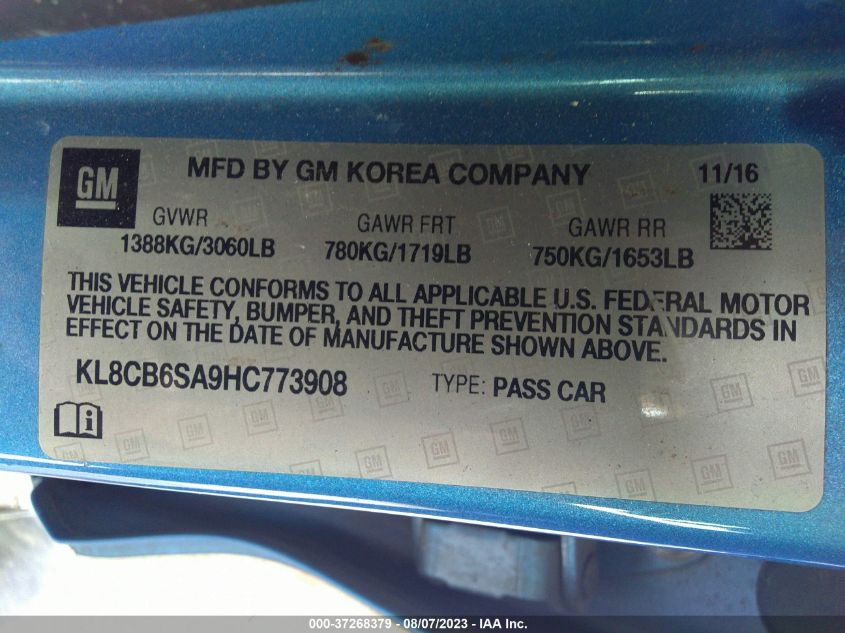 GM
MFD BY GM KOREA COMPANY 11/16
GVWR GAWR FRT GAWR RR
1388KG/3060LB 780KG/1719LB 750KG/1653LB
THIS VEHICLE CONFORMS TO ALL APPLICABLE U.S. FEDERAL MOTOR
VEHICLE SAFETY, BUMPER, AND THEFT PREVENTION STANDARDS IN
EFFECT ON THE DATE OF MANUFACTURE SHOWN ABOVE.
KL8CB6SA9HC773908 TYPE: PASS CAR
000-37268379 - 08/07/2023 - IAA Inc.